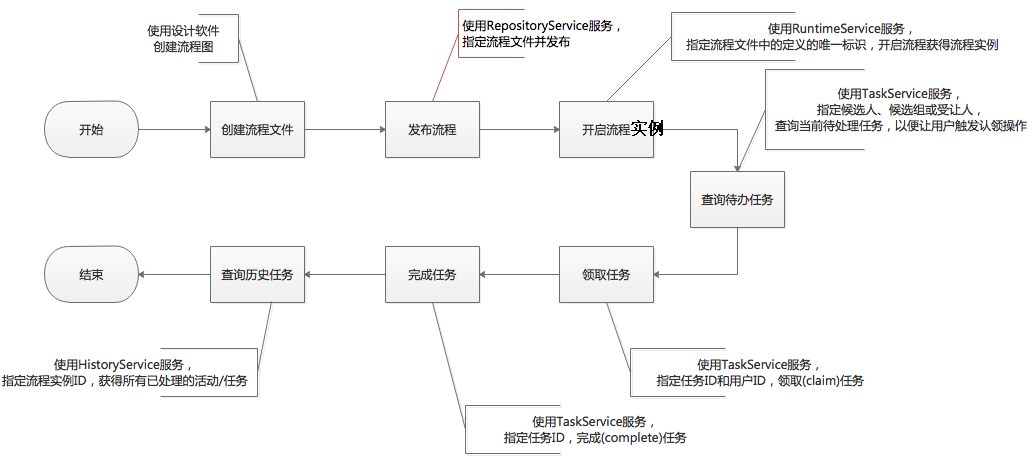 使用设计软件
创建流程图
使用RepositoryService服务，
指定流程文件并发布
使用RuntimeService服务，
指定流程文件中的定义的唯一标识，开启流程获得流程实例
使用TaskService服务，
指定候选人、候选组或受让人，
查询当前待处理任务，以便让用户触发认领操作
开始
创建流程文件
发布流程
开启流程实例
查询待办任务
结束
查询历史任务
完成任务
领取任务
使用HistoryService服务，
指定流程实例ID，获得所有已处理的活动/任务
使用TaskService服务，
指定任务ID和用户ID，领取(claim)任务
使用TaskService服务，
指定任务ID，完成(complete)任务